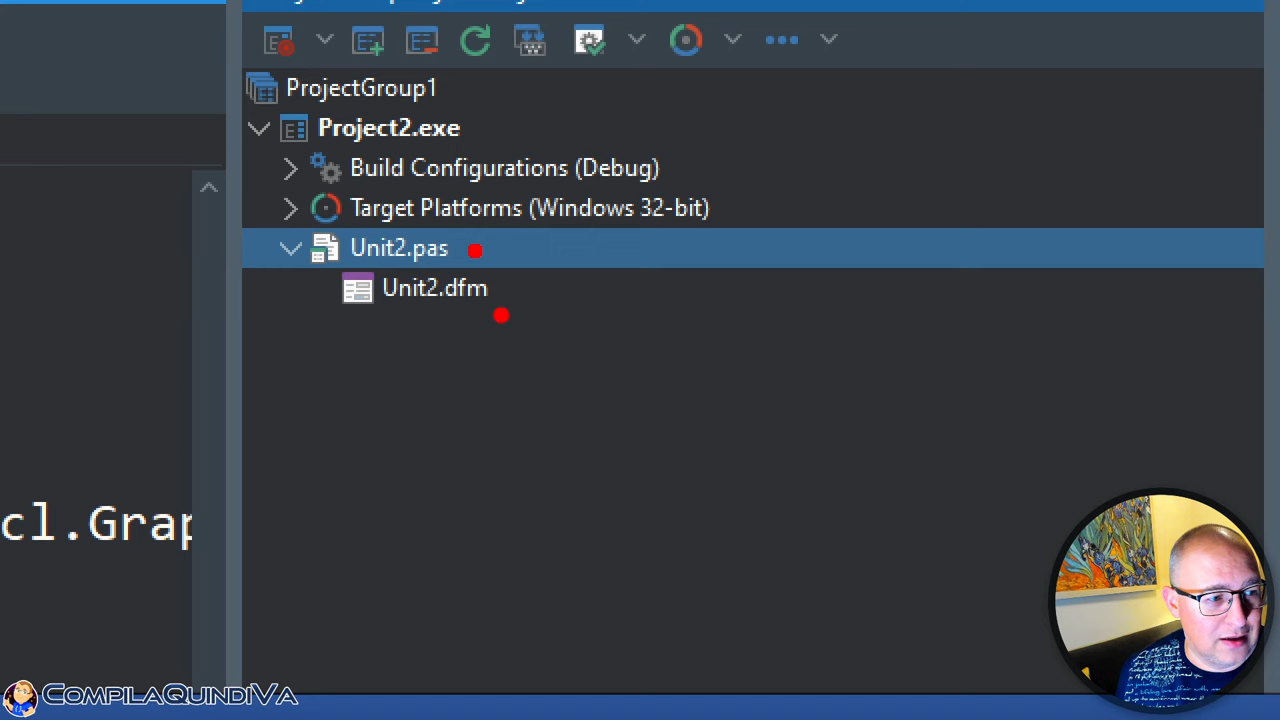 ProjectGroup1
Project2.exe
Build Configurations (Debug)
Target Platforms (Windows 32-bit)
Unit2.pas
Unit2.dfm
cl.Grap
COMPILAQUINDIVA